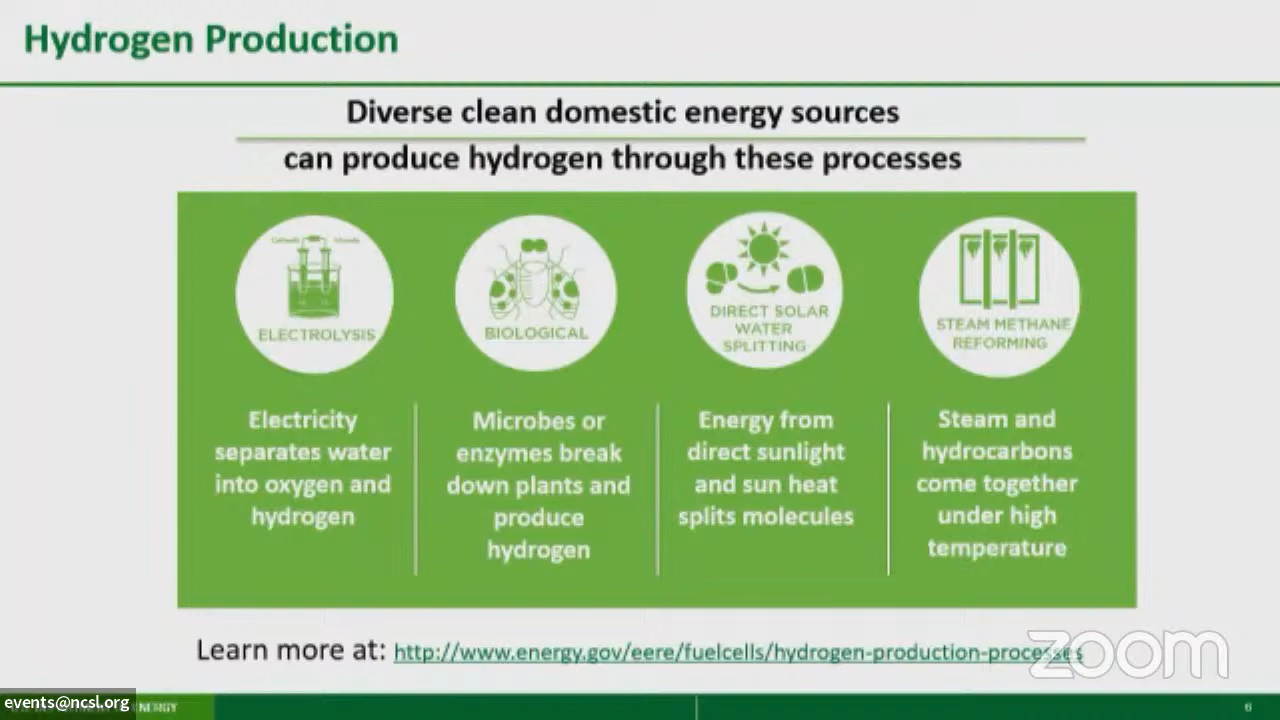 Hydrogen Production
Diverse clean domestic energy sources
can produce hydrogen through these processes
ELECTROLYSIS
BIOLOGICAL
DIRECT SOLAR
WATER
SPLITTING
STEAM METHANE
REFORMING
Electricity
separates water
into oxygen and
hydrogen
Microbes or
enzymes break
down plants and
produce
hydrogen
Energy from
direct sunlight
and sun heat
splits molecules
Steam and
hydrocarbons
come together
under high
temperature
Learn more at: http://www.energy.gov/eere/fuelcells/hydrogen-production-processes
zoom
events@ncsl.org
ENERGY
6